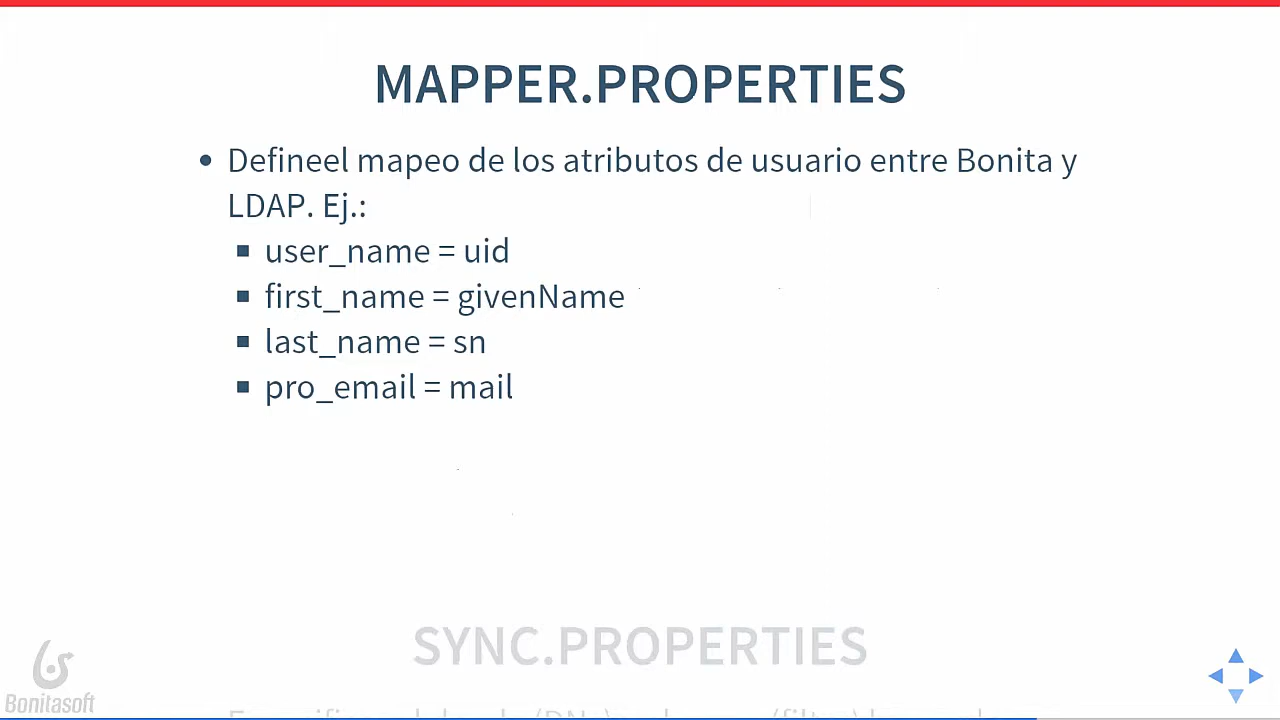 MAPPER.PROPERTIES
Defineel mapeo de los atributos de usuario entre Bonita y
LDAP. Ej.:
user_name = uid
first_name = givenName
last_name = sn
pro_email = mail
SYNC.PROPERTIES
Bonitasoft